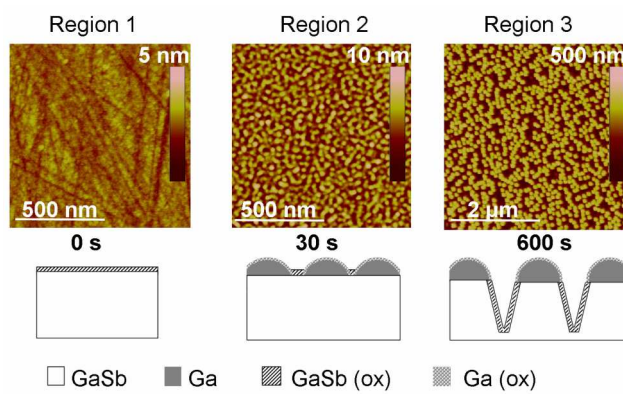 Region 1 Region 2 Region 3
5 nm 10 nm 500 nm
500 nm 500 nm 2 µm
0 s 30 s 600 s
GaSb Ga GaSb (ox) Ga (ox)